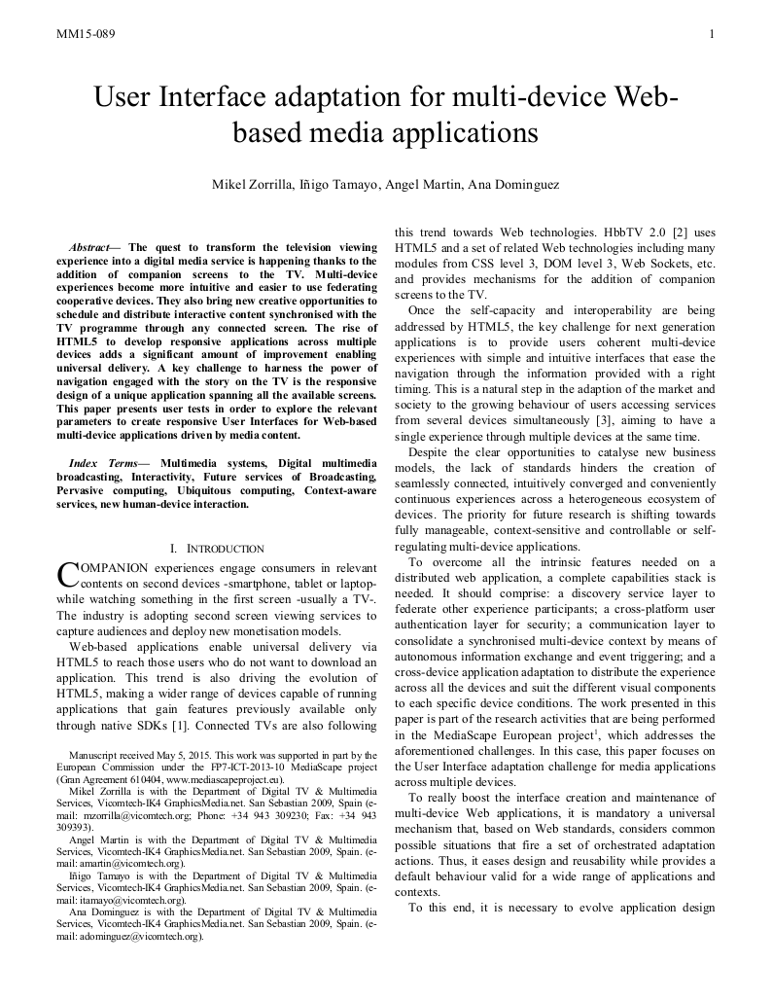 MM15-089
1
User Interface adaptation for multi-device Web-
based media applications
Mikel Zorrilla, Iñigo Tamayo, Angel Martin, Ana Dominguez
Abstract— The quest to transform the television viewing
experience into a digital media service is happening thanks to the
addition of companion screens to the TV. Multi-device
experiences become more intuitive and easier to use federating
cooperative devices. They also bring new creative opportunities to
schedule and distribute interactive content synchronised with the
TV programme through any connected screen. The rise of
HTML5 to develop responsive applications across multiple
devices adds a significant amount of improvement enabling
universal delivery. A key challenge to harness the power of
navigation engaged with the story on the TV is the responsive
design of a unique application spanning all the available screens.
This paper presents user tests in order to explore the relevant
parameters to create responsive User Interfaces for Web-based
multi-device applications driven by media content.
Index Terms— Multimedia systems, Digital multimedia
broadcasting, Interactivity, Future services of Broadcasting,
Pervasive computing, Ubiquitous computing, Context-aware
services, new human-device interaction.
I. INTRODUCTION
COMPANION experiences engage consumers in relevant
contents on second devices -smartphone, tablet or laptop-
while watching something in the first screen -usually a TV-.
The industry is adopting second screen viewing services to
capture audiences and deploy new monetisation models.
Web-based applications enable universal delivery via
HTML5 to reach those users who do not want to download an
application. This trend is also driving the evolution of
HTML5, making a wider range of devices capable of running
applications that gain features previously available only
through native SDKs [1]. Connected TVs are also following
Manuscript received May 5, 2015. This work was supported in part by the
European Commission under the FP7-ICT-2013-10 MediaScape project
(Gran Agreement 610404, www.mediascapeproject.eu).
Mikel Zorrilla is with the Department of Digital TV & Multimedia
Services, Vicomtech-IK4 GraphicsMedia.net. San Sebastian 2009, Spain (e-
mail: mzorrilla@vicomtech.org; Phone: +34 943 309230; Fax: +34 943
309393).
Angel Martin is with the Department of Digital TV & Multimedia
Services, Vicomtech-IK4 GraphicsMedia.net. San Sebastian 2009, Spain. (e-
mail: amartin@vicomtech.org).
Iñigo Tamayo is with the Department of Digital TV & Multimedia
Services, Vicomtech-IK4 GraphicsMedia.net. San Sebastian 2009, Spain. (e-
mail: itamayo@vicomtech.org).
Ana Dominguez is with the Department of Digital TV & Multimedia
Services, Vicomtech-IK4 GraphicsMedia.net. San Sebastian 2009, Spain. (e-
mail: adominguez@vicomtech.org).
this trend towards Web technologies. HbbTV 2.0 [2] uses
HTML5 and a set of related Web technologies including many
modules from CSS level 3, DOM level 3, Web Sockets, etc.
and provides mechanisms for the addition of companion
screens to the TV.
Once the self-capacity and interoperability are being
addressed by HTML5, the key challenge for next generation
applications is to provide users coherent multi-device
experiences with simple and intuitive interfaces that ease the
navigation through the information provided with a right
timing. This is a natural step in the adaption of the market and
society to the growing behaviour of users accessing services
from several devices simultaneously [3], aiming to have a
single experience through multiple devices at the same time.
Despite the clear opportunities to catalyse new business
models, the lack of standards hinders the creation of
seamlessly connected, intuitively converged and conveniently
continuous experiences across a heterogeneous ecosystem of
devices. The priority for future research is shifting towards
fully manageable, context-sensitive and controllable or self-
regulating multi-device applications.
To overcome all the intrinsic features needed on a
distributed web application, a complete capabilities stack is
needed. It should comprise: a discovery service layer to
federate other experience participants; a cross-platform user
authentication layer for security; a communication layer to
consolidate a synchronised multi-device context by means of
autonomous information exchange and event triggering; and a
cross-device application adaptation to distribute the experience
across all the devices and suit the different visual components
to each specific device conditions. The work presented in this
paper is part of the research activities that are being performed
in the MediaScape European project1, which addresses the
aforementioned challenges. In this case, this paper focuses on
the User Interface adaptation challenge for media applications
across multiple devices.
To really boost the interface creation and maintenance of
multi-device Web applications, it is mandatory a universal
mechanism that, based on Web standards, considers common
possible situations that fire a set of orchestrated adaptation
actions. Thus, it eases design and reusability while provides a
default behaviour valid for a wide range of applications and
contexts.
To this end, it is necessary to evolve application design